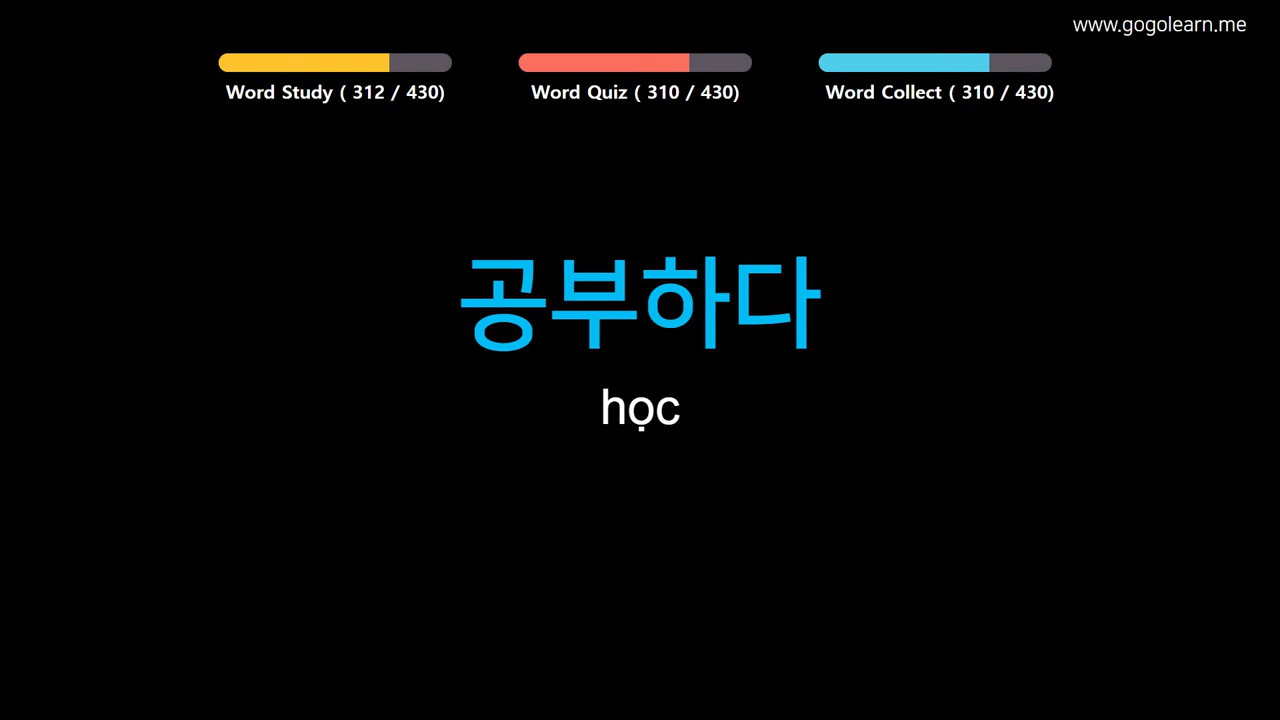 www.gogolearn.me
Word Study ( 312 / 430)
Word Quiz ( 310 / 430)
Word Collect ( 310 / 430)
공부하다
học